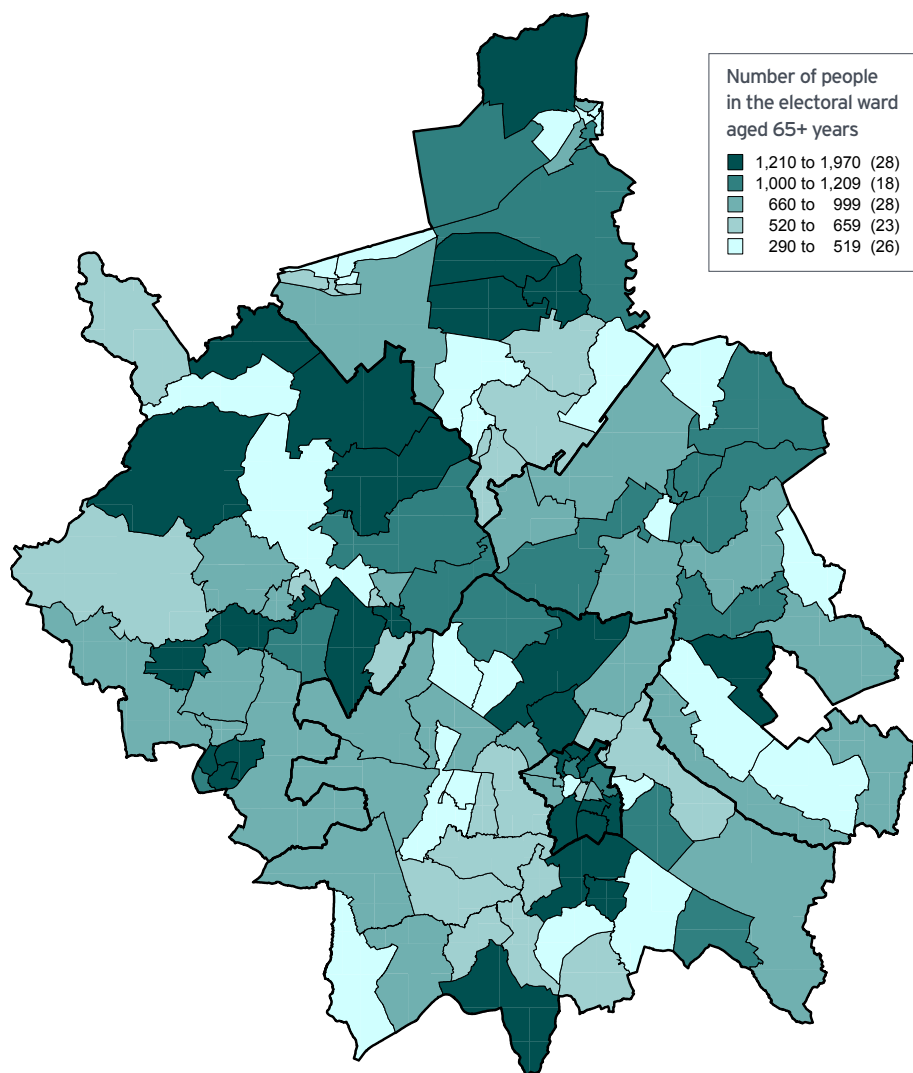 Number of people
in the electoral ward
aged 65+ years
1,210 to 1,970 (28)
1,000 to 1,209 (18)
660 to 999 (28)
520 to 659 (23)
290 to 519 (26)